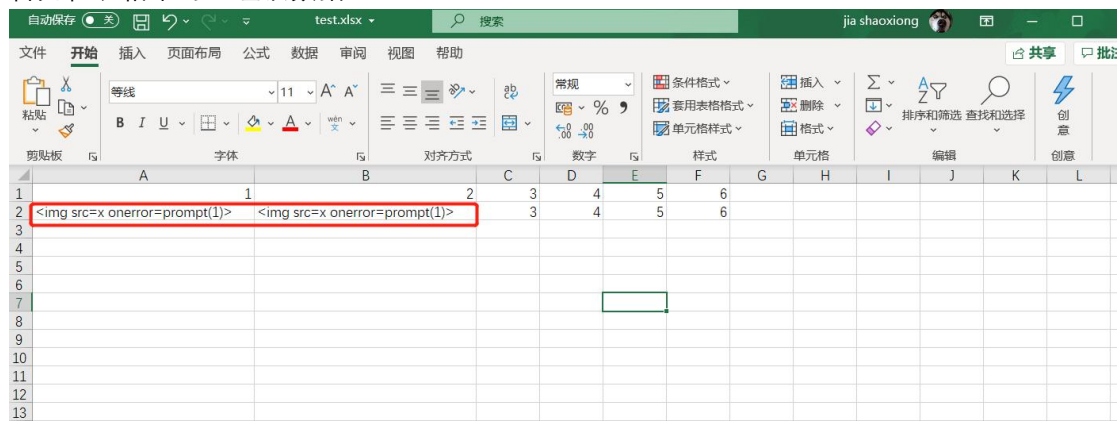 自动保存 关 test.xlsx 搜索 jia shaoxiong
文件 开始 插入 页面布局 公式 数据 审阅 视图 帮助 共享 批注
等线 11 A^ A˅ ab 常规 条件格式 插入 Σ
粘贴 B I U A wén 文 % 套用表格格式 删除 排序和筛选 查找和选择 创意
单元格样式 格式
剪贴板 字体 对齐方式 数字 样式 单元格 编辑 创意
A B C D E F G H I J K L
1 1 2 3 4 5 6
2 <img src=x onerror=prompt(1)> <img src=x onerror=prompt(1)> 3 4 5 6
3
4
5
6
7
8
9
10
11
12
13